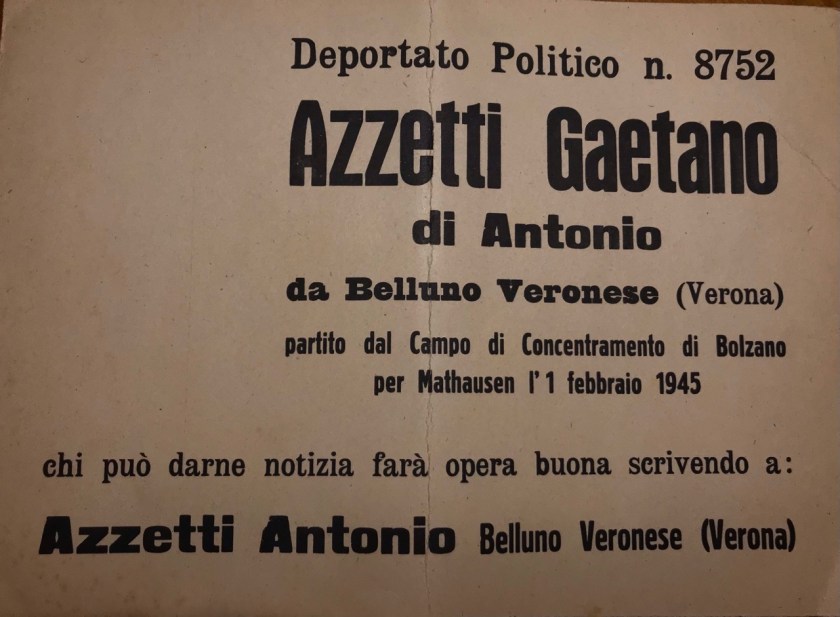 Deportato Politico n. 8752
Azzetti Gaetano
di Antonio
da Belluno Veronese (Verona)
partito dal Campo di Concentramento di Bolzano
per Mathausen l'1 febbraio 1945
chi può darne notizia farà opera buona scrivendo a:
Azzetti Antonio Belluno Veronese (Verona)